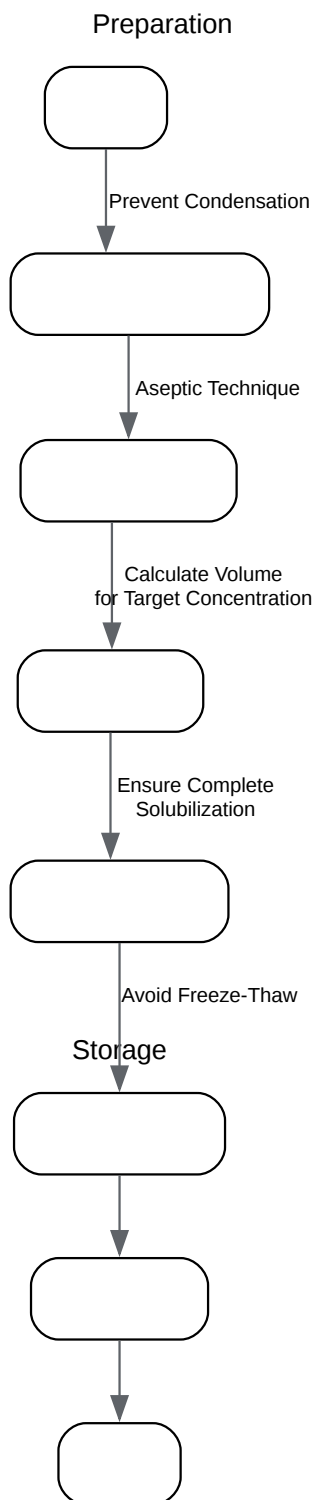 Preparation
Prevent Condensation
Aseptic Technique
Calculate Volume
for Target Concentration
Ensure Complete
Solubilization
Avoid Freeze-Thaw
Storage